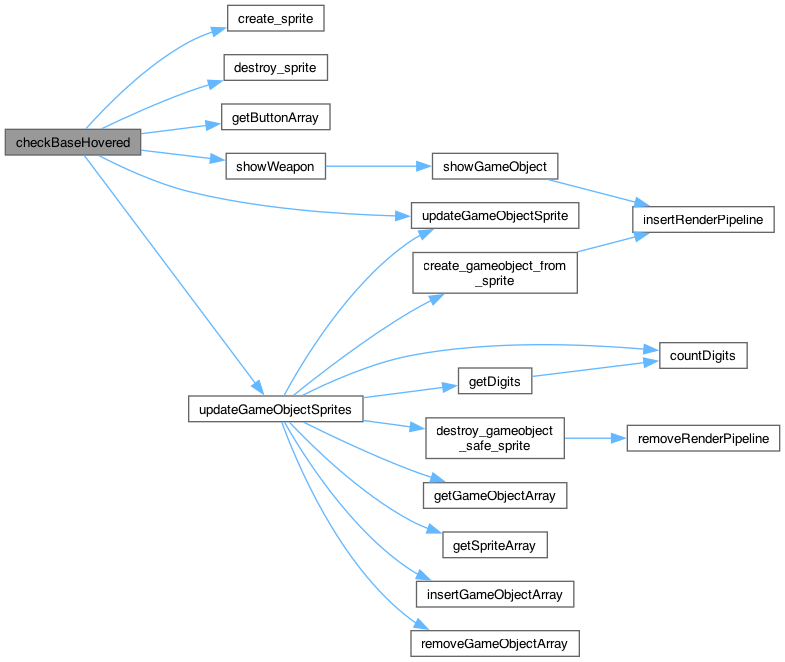 create_sprite
destroy_sprite
getButtonArray
checkBaseHovered
showWeapon
showGameObject
updateGameObjectSprite
insertRenderPipeline
create_gameobject_from
_sprite
countDigits
getDigits
updateGameObjectSprites
destroy_gameobject
_safe_sprite
removeRenderPipeline
getGameObjectArray
getSpriteArray
insertGameObjectArray
removeGameObjectArray